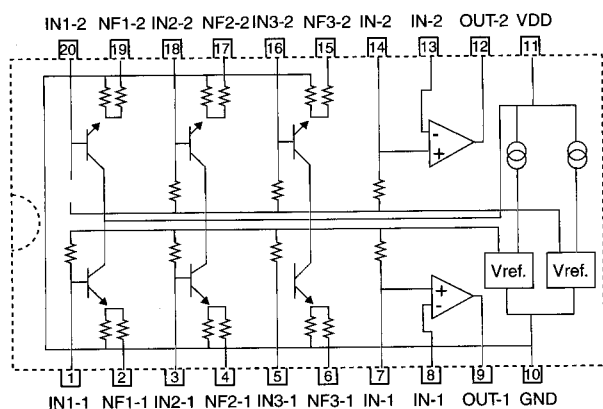 IN1-2 NF1-2 IN2-2 NF2-2 IN3-2 NF3-2 IN-2 IN-2 OUT-2 VDD
20 19 18 17 16 15 14 13 12 11
-
+
Vref. Vref.
+
-
1 2 3 4 5 6 7 8 9 10
IN1-1 NF1-1 IN2-1 NF2-1 IN3-1 NF3-1 IN-1 IN-1 OUT-1 GND